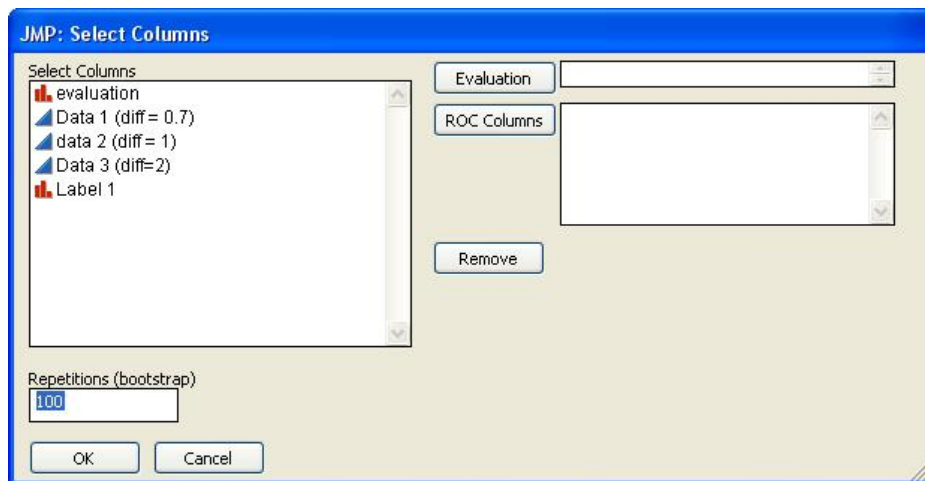 JMP: Select Columns
Select Columns
evaluation
Data 1 (diff = 0.7)
data 2 (diff = 1)
Data 3 (diff=2)
Label 1
Evaluation
ROC Columns
Remove
Repetitions (bootstrap)
100
OK
Cancel